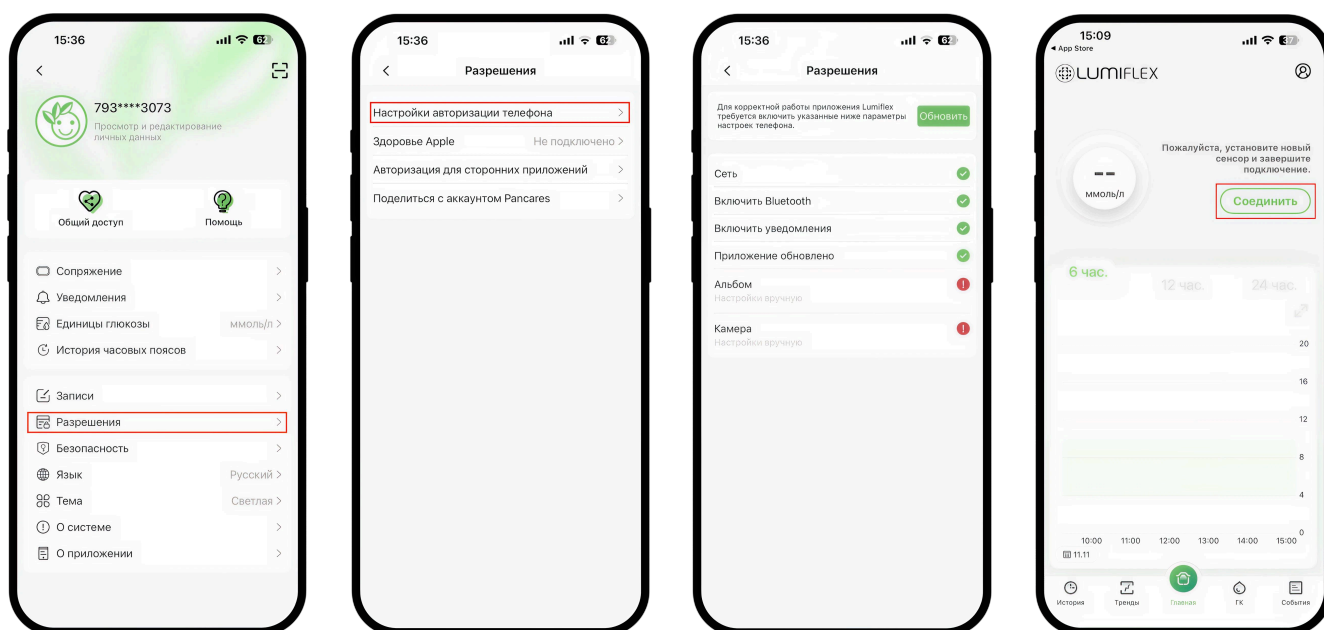 15:36
62
793****3073
Просмотр и редактирование
личных данных
Общий доступ
Помощь
Сопряжение
Уведомления
Единицы глюкозы
ммоль/л
История часовых поясов
Записи
Разрешения
Безопасность
Язык
Русский
Тема
Светлая
О системе
О приложении
15:36
62
Разрешения
Настройки авторизации телефона
Здоровье Apple
Не подключено
Авторизация для сторонних приложений
Поделиться с аккаунтом Pancares
15:36
62
Разрешения
Для корректной работы приложения Lumiflex
требуется включить указанные ниже параметры
настроек телефона.
Обновить
Сеть
Включить Bluetooth
Включить уведомления
Приложение обновлено
Альбом
Настройки вручную
Камера
Настройки вручную
15:09
37
App Store
LUMIFLEX
Пожалуйста, установите новый
сенсор и завершите
подключение.
--
ммоль/л
Соединить
6 час.
12 час.
24 час.
20
16
12
8
4
0
10:00 11:00 12:00 13:00 14:00 15:00
11.11
История
Тренды
Главная
ГК
События